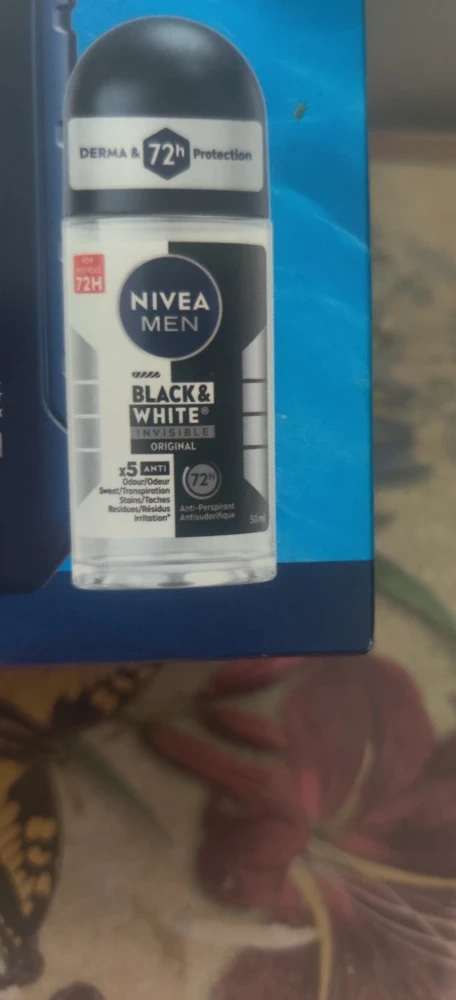 DERMA & 72h Protection
72H
NIVEA
MEN
BLACK&
WHITE®
INVISIBLE
ORIGINAL
x5 ANTI
Odour/Odeur
Sweat/Transpiration
Stains/Taches
Residues/Résidus
Irritation*
72H
Anti-Perspirant
Antisudorifique
50 ml